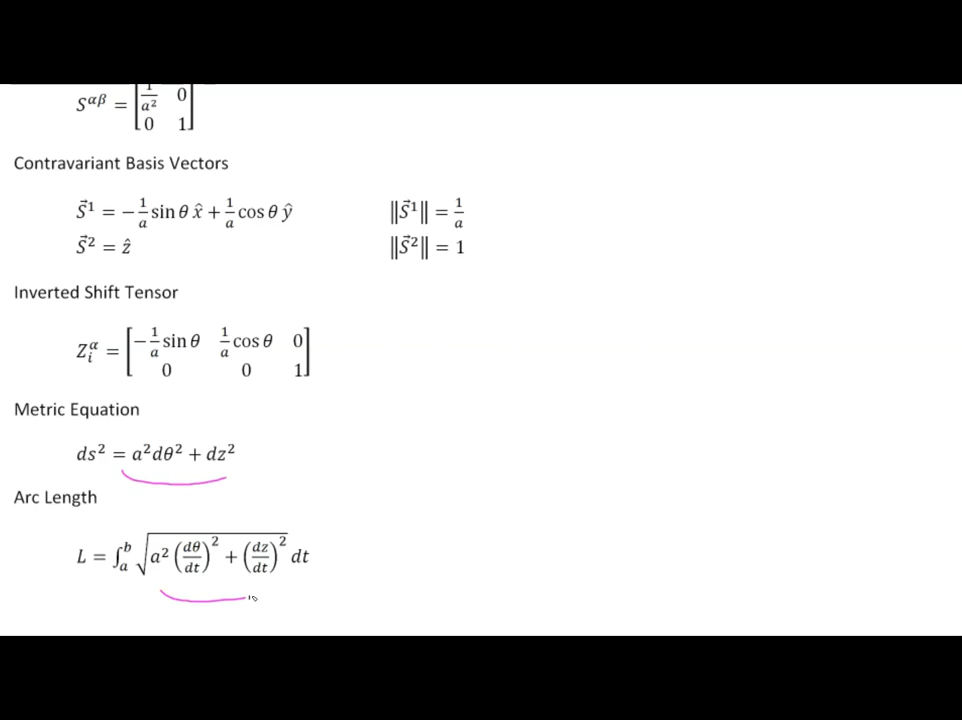 S^{αβ} = [1/a² 0; 0 1]
Contravariant Basis Vectors
S⃗¹ = −1/a sin θ x̂ + 1/a cos θ ŷ ‖S⃗¹‖ = 1/a
S⃗² = ẑ ‖S⃗²‖ = 1
Inverted Shift Tensor
Z_i^α = [−1/a sin θ 1/a cos θ 0; 0 0 1]
Metric Equation
ds² = a²dθ² + dz²
Arc Length
L = ∫_a^b √(a² (dθ/dt)² + (dz/dt)²) dt